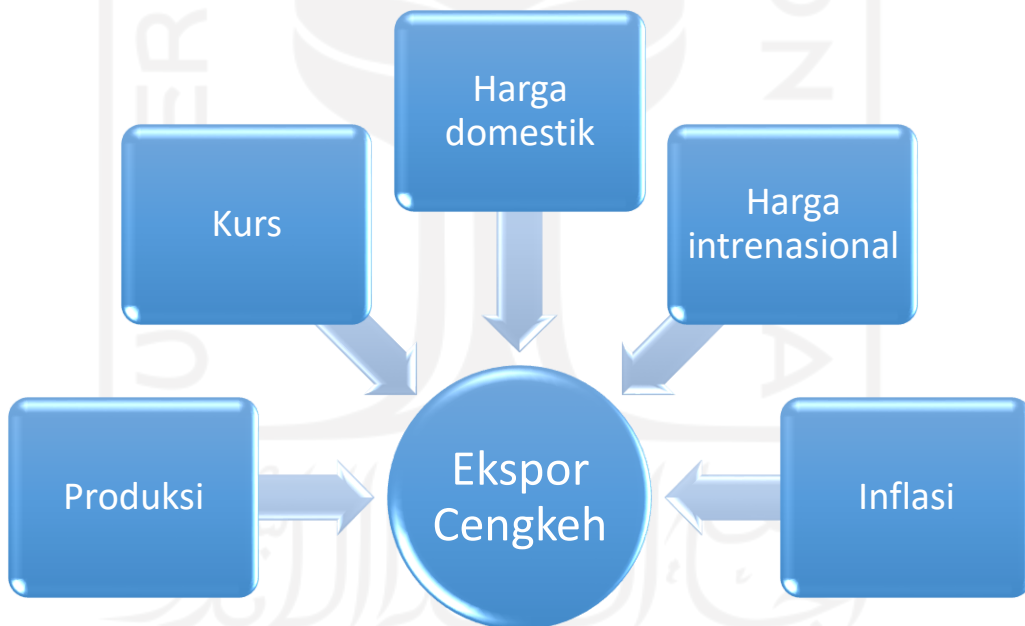 Harga
domestik
Kurs
Harga
intrenasional
Produksi
Ekspor
Cengkeh
Inflasi